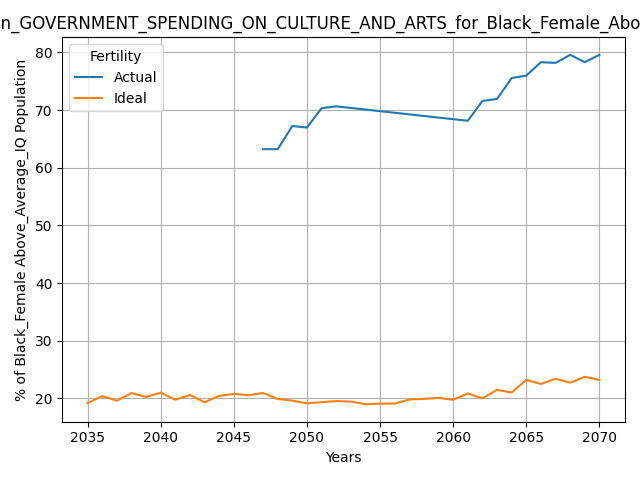 n_GOVERNMENT_SPENDING_ON_CULTURE_AND_ARTS_for_Black_Female_Abo
Fertility
Actual
Ideal
80
70
60
50
40
30
20
% of Black_Female Above_Average_IQ Population
2035 2040 2045 2050 2055 2060 2065 2070
Years